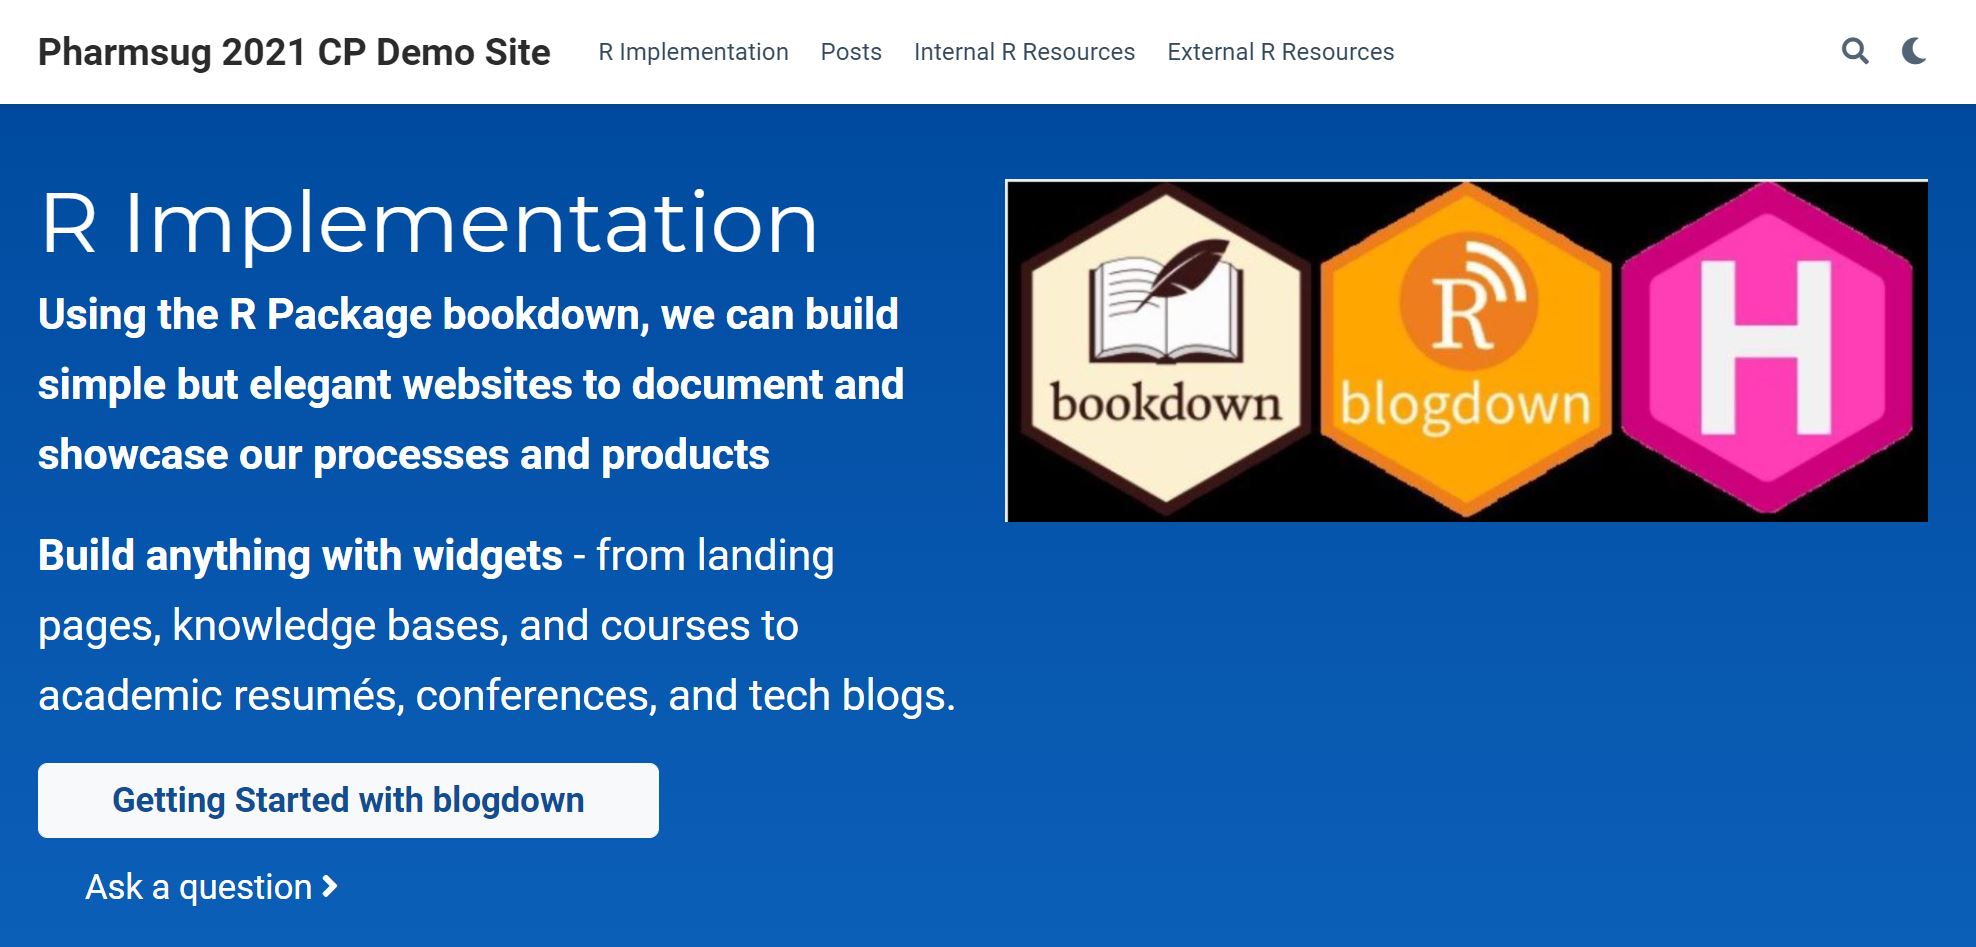 Pharmsug 2021 CP Demo Site
R Implementation
Posts
Internal R Resources
External R Resources
R Implementation
Using the R Package bookdown, we can build
simple but elegant websites to document and
showcase our processes and products
Build anything with widgets - from landing
pages, knowledge bases, and courses to
academic resumés, conferences, and tech blogs.
Getting Started with blogdown
Ask a question
bookdown
R
blogdown
H